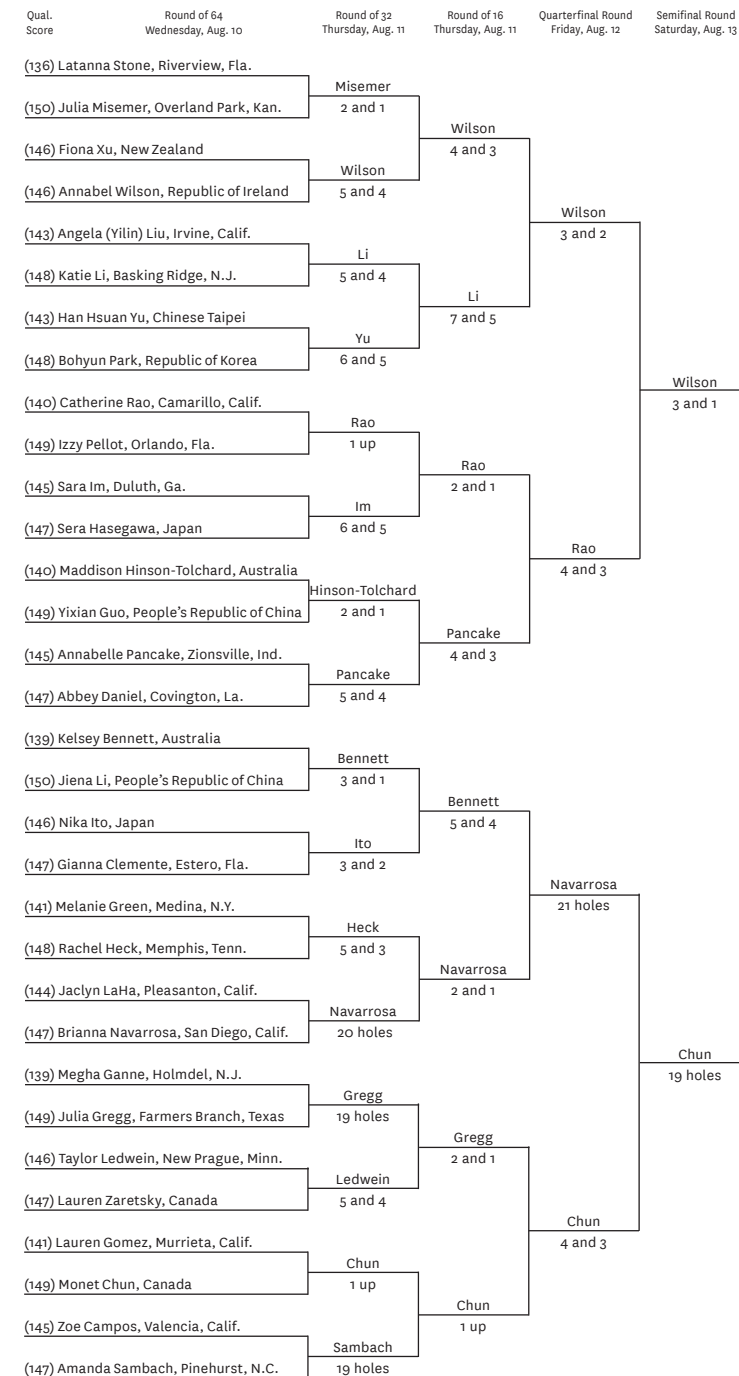 Qual. Score
Round of 64 Wednesday, Aug. 10
Round of 32 Thursday, Aug. 11
Round of 16 Thursday, Aug. 11
Quarterfinal Round Friday, Aug. 12
Semifinal Round Saturday, Aug. 13
(136) Latanna Stone, Riverview, Fla.
Misemer
2 and 1
(150) Julia Misemer, Overland Park, Kan.
Wilson
4 and 3
(146) Fiona Xu, New Zealand
Wilson
5 and 4
(146) Annabel Wilson, Republic of Ireland
Wilson
3 and 2
(143) Angela (Yilin) Liu, Irvine, Calif.
Li
5 and 4
(148) Katie Li, Basking Ridge, N.J.
Li
7 and 5
(143) Han Hsuan Yu, Chinese Taipei
Yu
6 and 5
(148) Bohyun Park, Republic of Korea
Wilson
3 and 1
(140) Catherine Rao, Camarillo, Calif.
Rao
1 up
(149) Izzy Pellot, Orlando, Fla.
Rao
2 and 1
(145) Sara Im, Duluth, Ga.
Im
6 and 5
(147) Sera Hasegawa, Japan
Rao
4 and 3
(140) Maddison Hinson-Tolchard, Australia
Hinson-Tolchard
2 and 1
(149) Yixian Guo, People’s Republic of China
Pancake
4 and 3
(145) Annabelle Pancake, Zionsville, Ind.
Pancake
5 and 4
(147) Abbey Daniel, Covington, La.
(139) Kelsey Bennett, Australia
Bennett
3 and 1
(150) Jiena Li, People’s Republic of China
Bennett
5 and 4
(146) Nika Ito, Japan
Ito
3 and 2
(147) Gianna Clemente, Estero, Fla.
Navarrosa
21 holes
(141) Melanie Green, Medina, N.Y.
Heck
5 and 3
(148) Rachel Heck, Memphis, Tenn.
Navarrosa
2 and 1
(144) Jaclyn LaHa, Pleasanton, Calif.
Navarrosa
20 holes
(147) Brianna Navarrosa, San Diego, Calif.
Chun
19 holes
(139) Megha Ganne, Holmdel, N.J.
Gregg
19 holes
(149) Julia Gregg, Farmers Branch, Texas
Gregg
2 and 1
(146) Taylor Ledwein, New Prague, Minn.
Ledwein
5 and 4
(147) Lauren Zaretsky, Canada
Chun
4 and 3
(141) Lauren Gomez, Murrieta, Calif.
Chun
1 up
(149) Monet Chun, Canada
Chun
1 up
(145) Zoe Campos, Valencia, Calif.
Sambach
19 holes
(147) Amanda Sambach, Pinehurst, N.C.